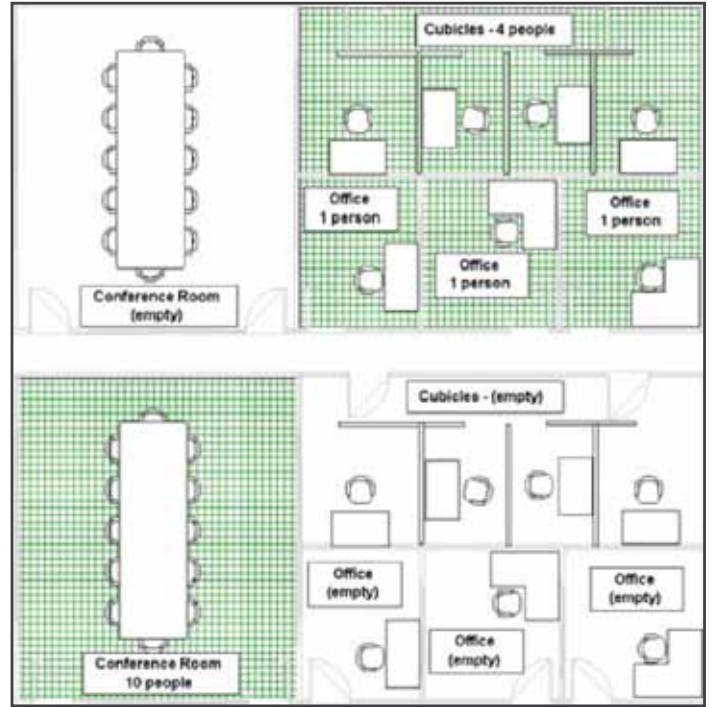 Cubicles - 4 people
Office
1 person
Office
1 person
Office
1 person
Conference Room
(empty)
Cubicles - (empty)
Office
(empty)
Office
(empty)
Office
(empty)
Conference Room
10 people